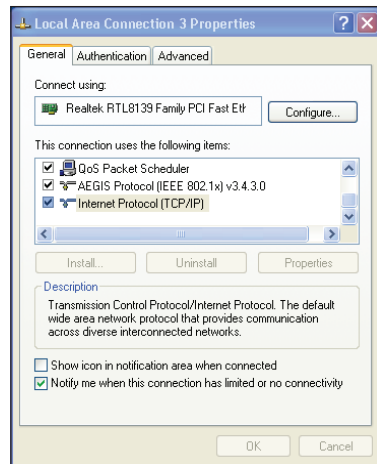 Local Area Connection 3 Properties
General Authentication Advanced
Connect using:
Realtek RTL8139 Family PCI Fast Eth
Configure...
This connection uses the following items:
QoS Packet Scheduler
AEGIS Protocol (IEEE 802.1x) v3.4.3.0
Internet Protocol (TCP/IP)
Install... Uninstall Properties
Description
Transmission Control Protocol/Internet Protocol. The default
wide area network protocol that provides communication
across diverse interconnected networks.
Show icon in notification area when connected
Notify me when this connection has limited or no connectivity
OK Cancel